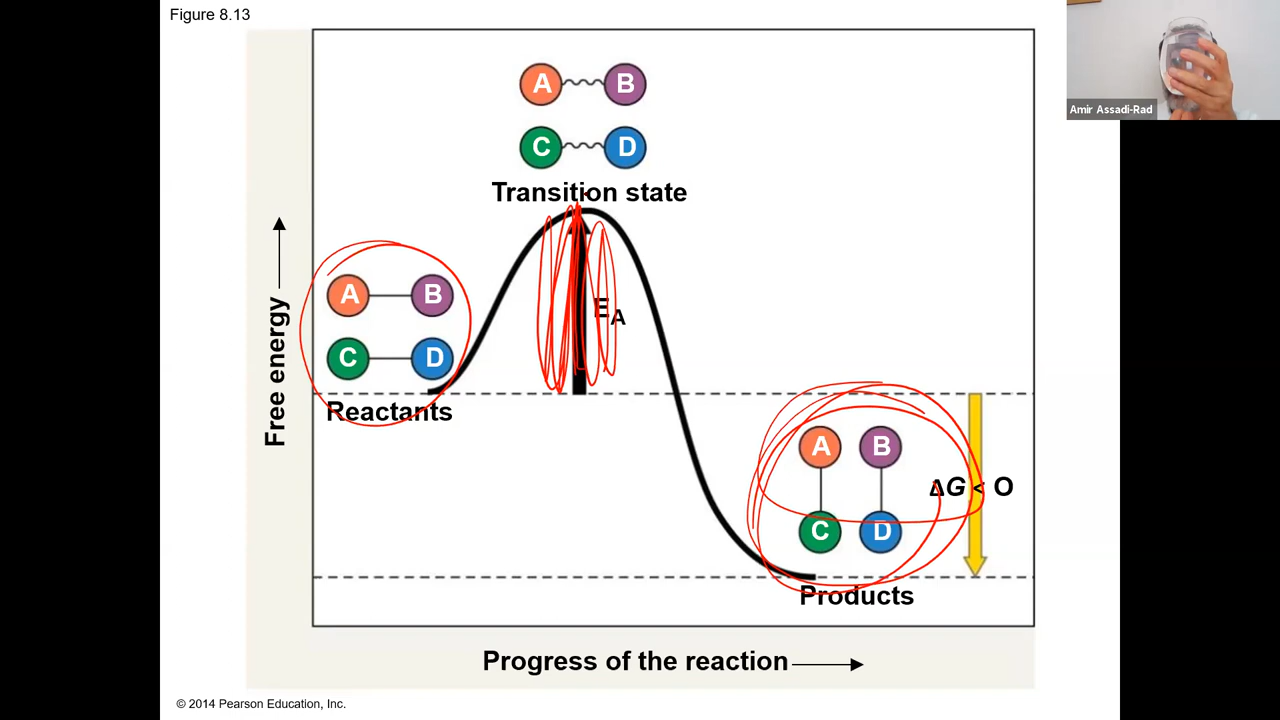 Figure 8.13
Amir Assadi-Rad
A B
C D
Transition state
A B
C D
Reactants
EA
Free energy
A B
C D
ΔG < O
Products
Progress of the reaction
© 2014 Pearson Education, Inc.